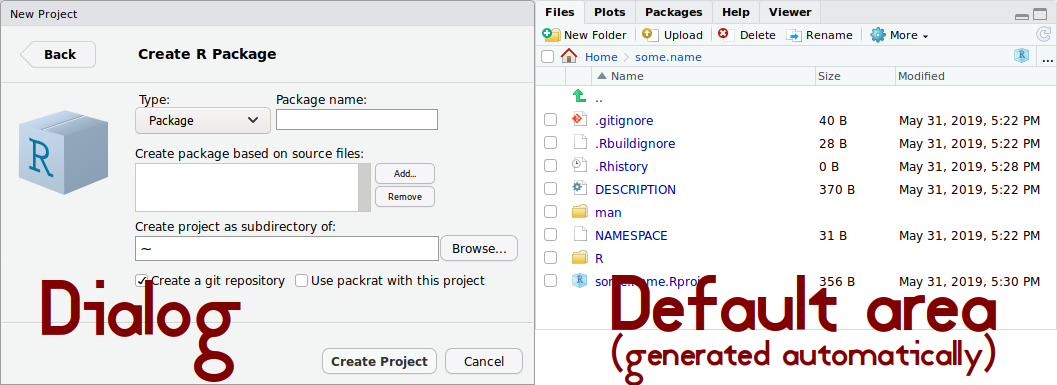 New Project
Back
Create R Package
Type:
Package name:
Package
Create package based on source files:
Add...
Remove
Create project as subdirectory of:
~
Browse...
Create a git repository
Use packrat with this project
Create Project
Cancel
Dialog
Files Plots Packages Help Viewer
New Folder Upload Delete Rename More
Home some.name ...
Name Size Modified
..
.gitignore 40 B May 31, 2019, 5:22 PM
.Rbuildignore 28 B May 31, 2019, 5:22 PM
.Rhistory 0 B May 31, 2019, 5:28 PM
DESCRIPTION 370 B May 31, 2019, 5:22 PM
man
NAMESPACE 31 B May 31, 2019, 5:22 PM
R
some.name.Rproj 356 B May 31, 2019, 5:30 PM
Default area
(generated automatically)